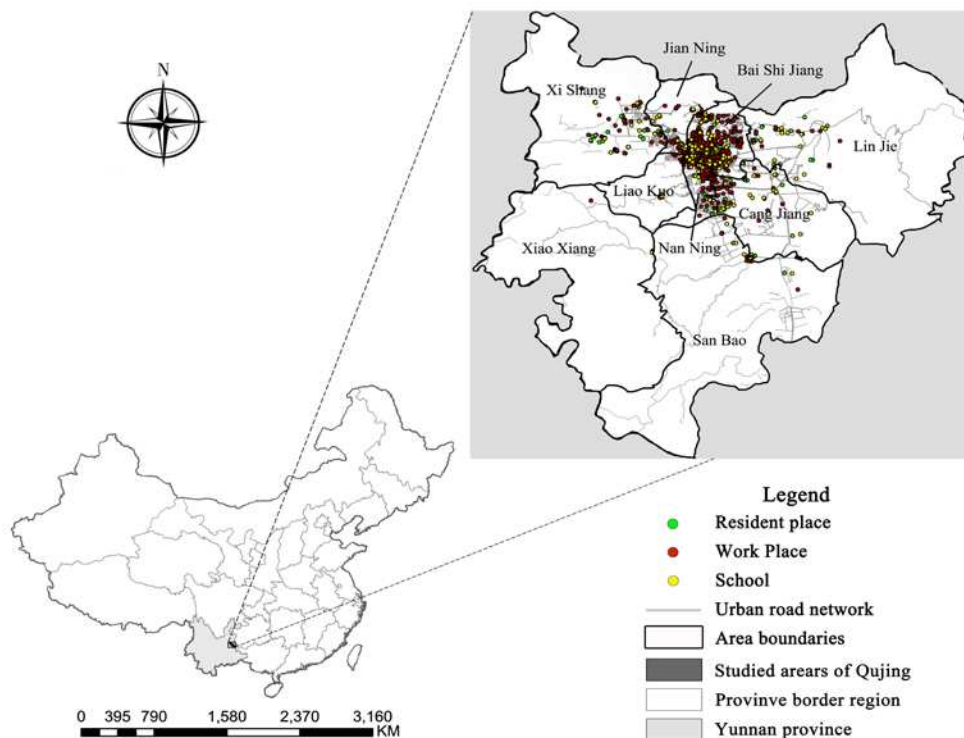 N
Jian Ning
Bai Shi Jiang
Xi Shang
Lin Jie
Liao Kuo
Cang Jiang
Xiao Xiang
Nan Ning
San Bao
Legend
Resident place
Work Place
School
Urban road network
Area boundaries
Studied arears of Qujing
Provinve border region
Yunnan province
0 395 790 1,580 2,370 3,160
KM